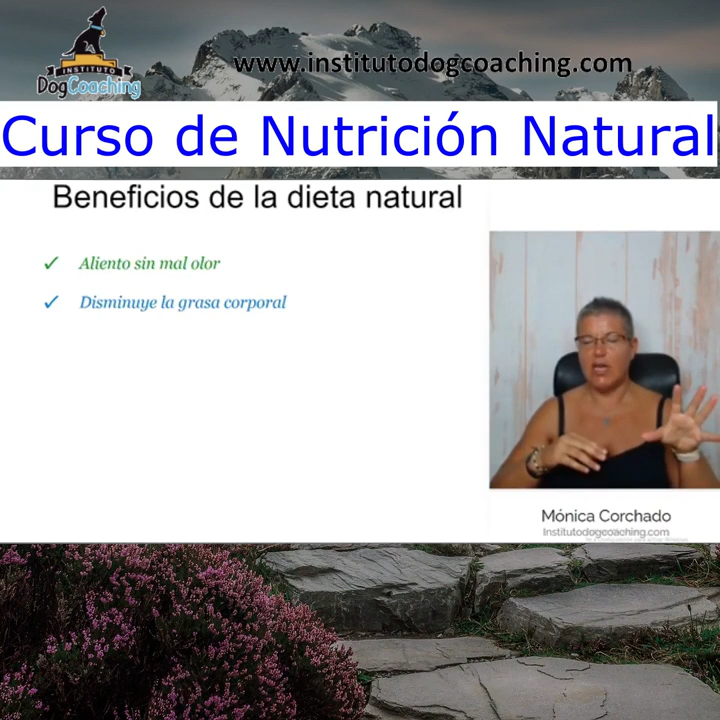 www.institutodogcoaching.com
INSTITUTO
DogCoaching
Curso de Nutrición Natural
Beneficios de la dieta natural
✓ Aliento sin mal olor
✓ Disminuye la grasa corporal
Mónica Corchado
Institutodogcoaching.com